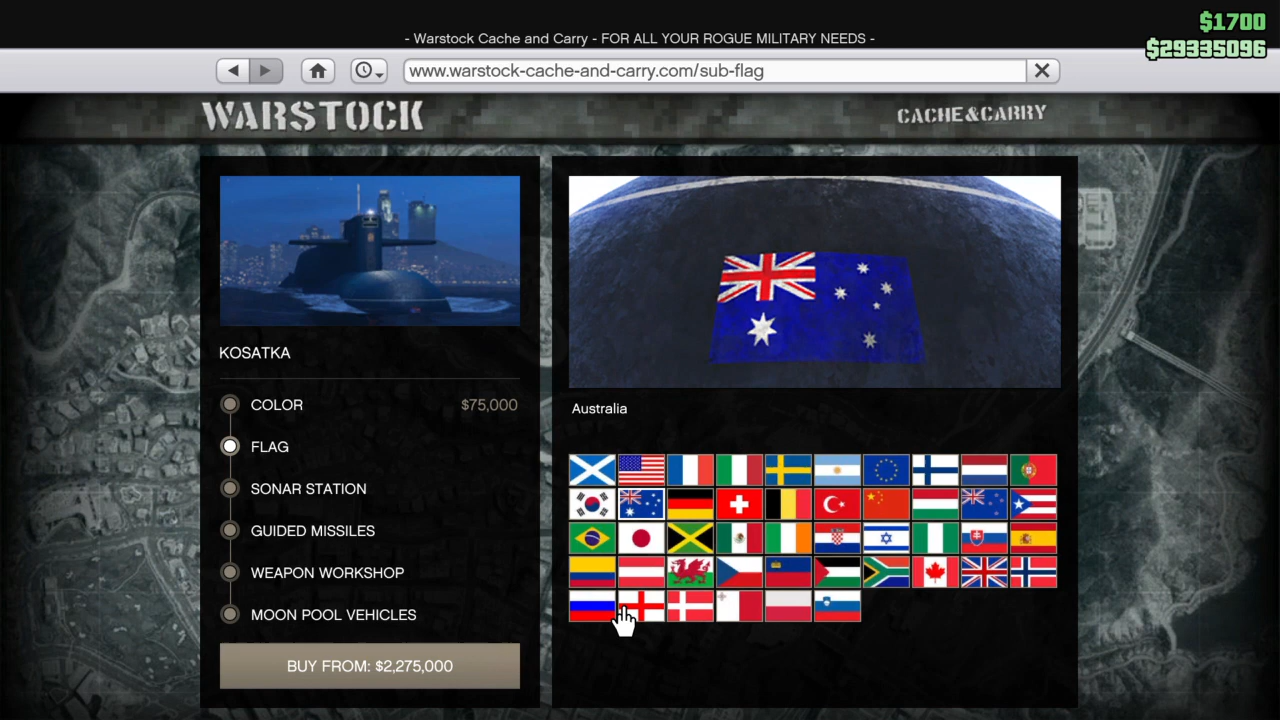 $1700
- Warstock Cache and Carry - FOR ALL YOUR ROGUE MILITARY NEEDS -
$29335096
www.warstock-cache-and-carry.com/sub-flag
WARSTOCK
CACHE&CARRY
KOSATKA
COLOR $75,000
FLAG
SONAR STATION
GUIDED MISSILES
WEAPON WORKSHOP
MOON POOL VEHICLES
BUY FROM: $2,275,000
Australia